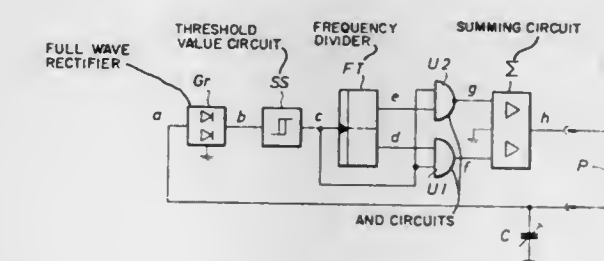 THRESHOLD
VALUE CIRCUIT
FREQUENCY
DIVIDER
SUMMING CIRCUIT
FULL WAVE
RECTIFIER
Gr
SS
FT
U2
Σ
a
b
c
e
d
g
f
h
U1
P
AND CIRCUITS
C